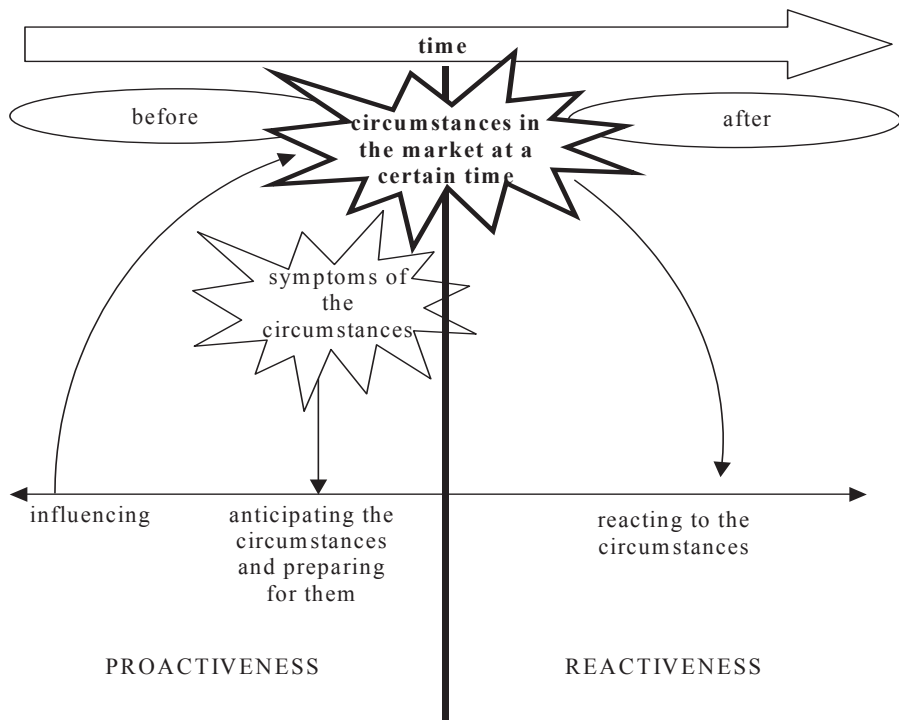 time
before
circumstances in
the market at a
certain time
after
symptoms of
the
circumstances
influencing
anticipating the
circumstances
and preparing
for them
reacting to the
circumstances
PROACTIVENESS
REACTIVENESS